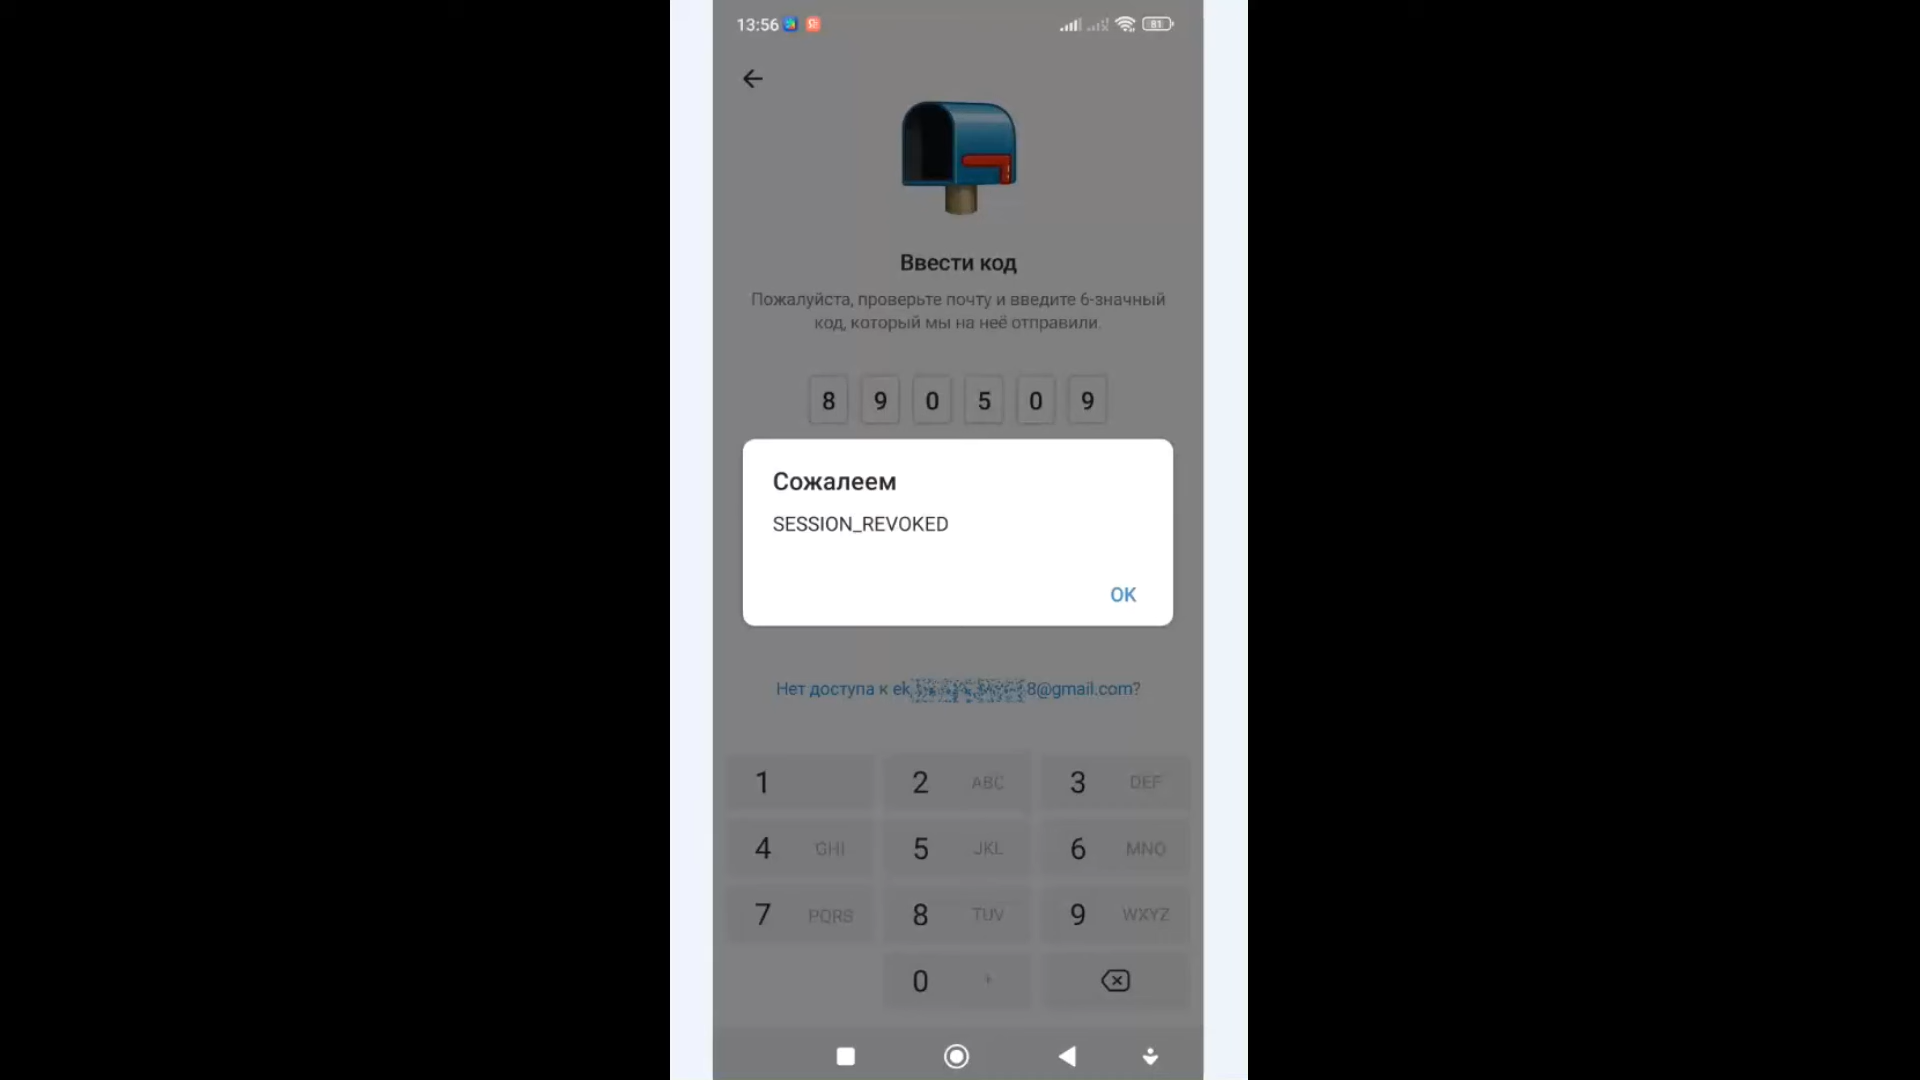 13:56
81
Ввести код
Пожалуйста, проверьте почту и введите 6-значный
код, который мы на неё отправили.
8 9 0 5 0 9
Сожалеем
SESSION_REVOKED
OK
Нет доступа к ek 8@gmail.com?
1 2 ABC 3 DEF
4 GHI 5 JKL 6 MNO
7 PQRS 8 TUV 9 WXYZ
0 +